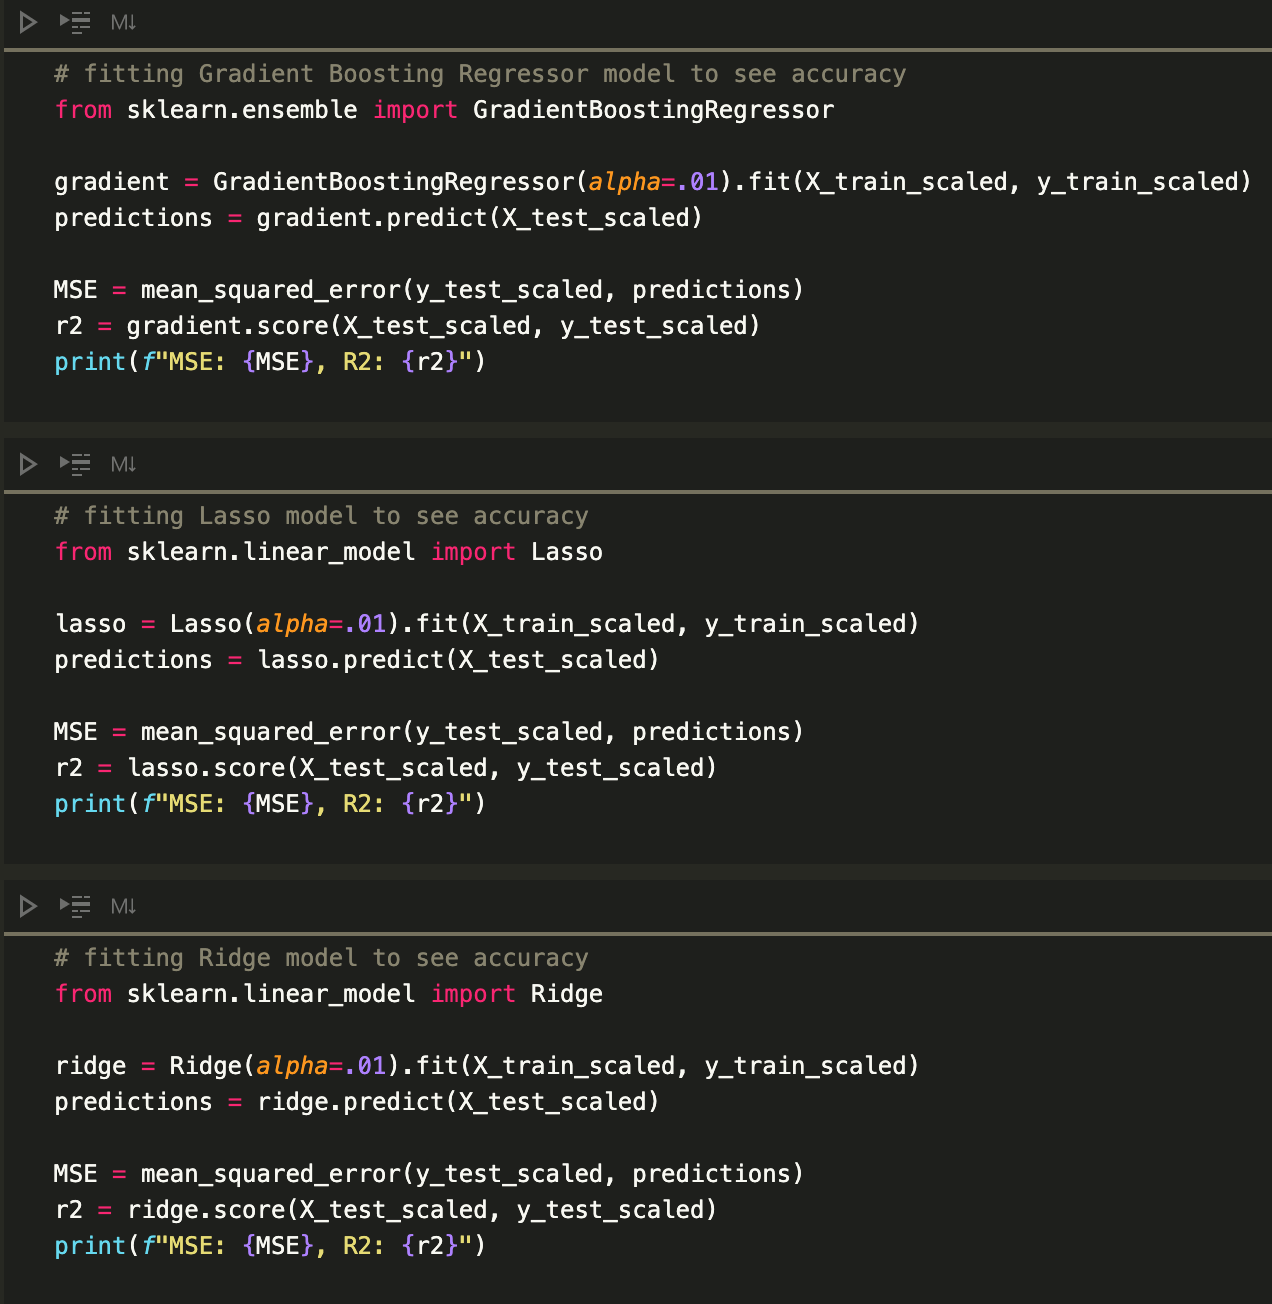 M↓
# fitting Gradient Boosting Regressor model to see accuracy
from sklearn.ensemble import GradientBoostingRegressor
gradient = GradientBoostingRegressor(alpha=.01).fit(X_train_scaled, y_train_scaled)
predictions = gradient.predict(X_test_scaled)
MSE = mean_squared_error(y_test_scaled, predictions)
r2 = gradient.score(X_test_scaled, y_test_scaled)
print(f"MSE: {MSE}, R2: {r2}")
M↓
# fitting Lasso model to see accuracy
from sklearn.linear_model import Lasso
lasso = Lasso(alpha=.01).fit(X_train_scaled, y_train_scaled)
predictions = lasso.predict(X_test_scaled)
MSE = mean_squared_error(y_test_scaled, predictions)
r2 = lasso.score(X_test_scaled, y_test_scaled)
print(f"MSE: {MSE}, R2: {r2}")
M↓
# fitting Ridge model to see accuracy
from sklearn.linear_model import Ridge
ridge = Ridge(alpha=.01).fit(X_train_scaled, y_train_scaled)
predictions = ridge.predict(X_test_scaled)
MSE = mean_squared_error(y_test_scaled, predictions)
r2 = ridge.score(X_test_scaled, y_test_scaled)
print(f"MSE: {MSE}, R2: {r2}")